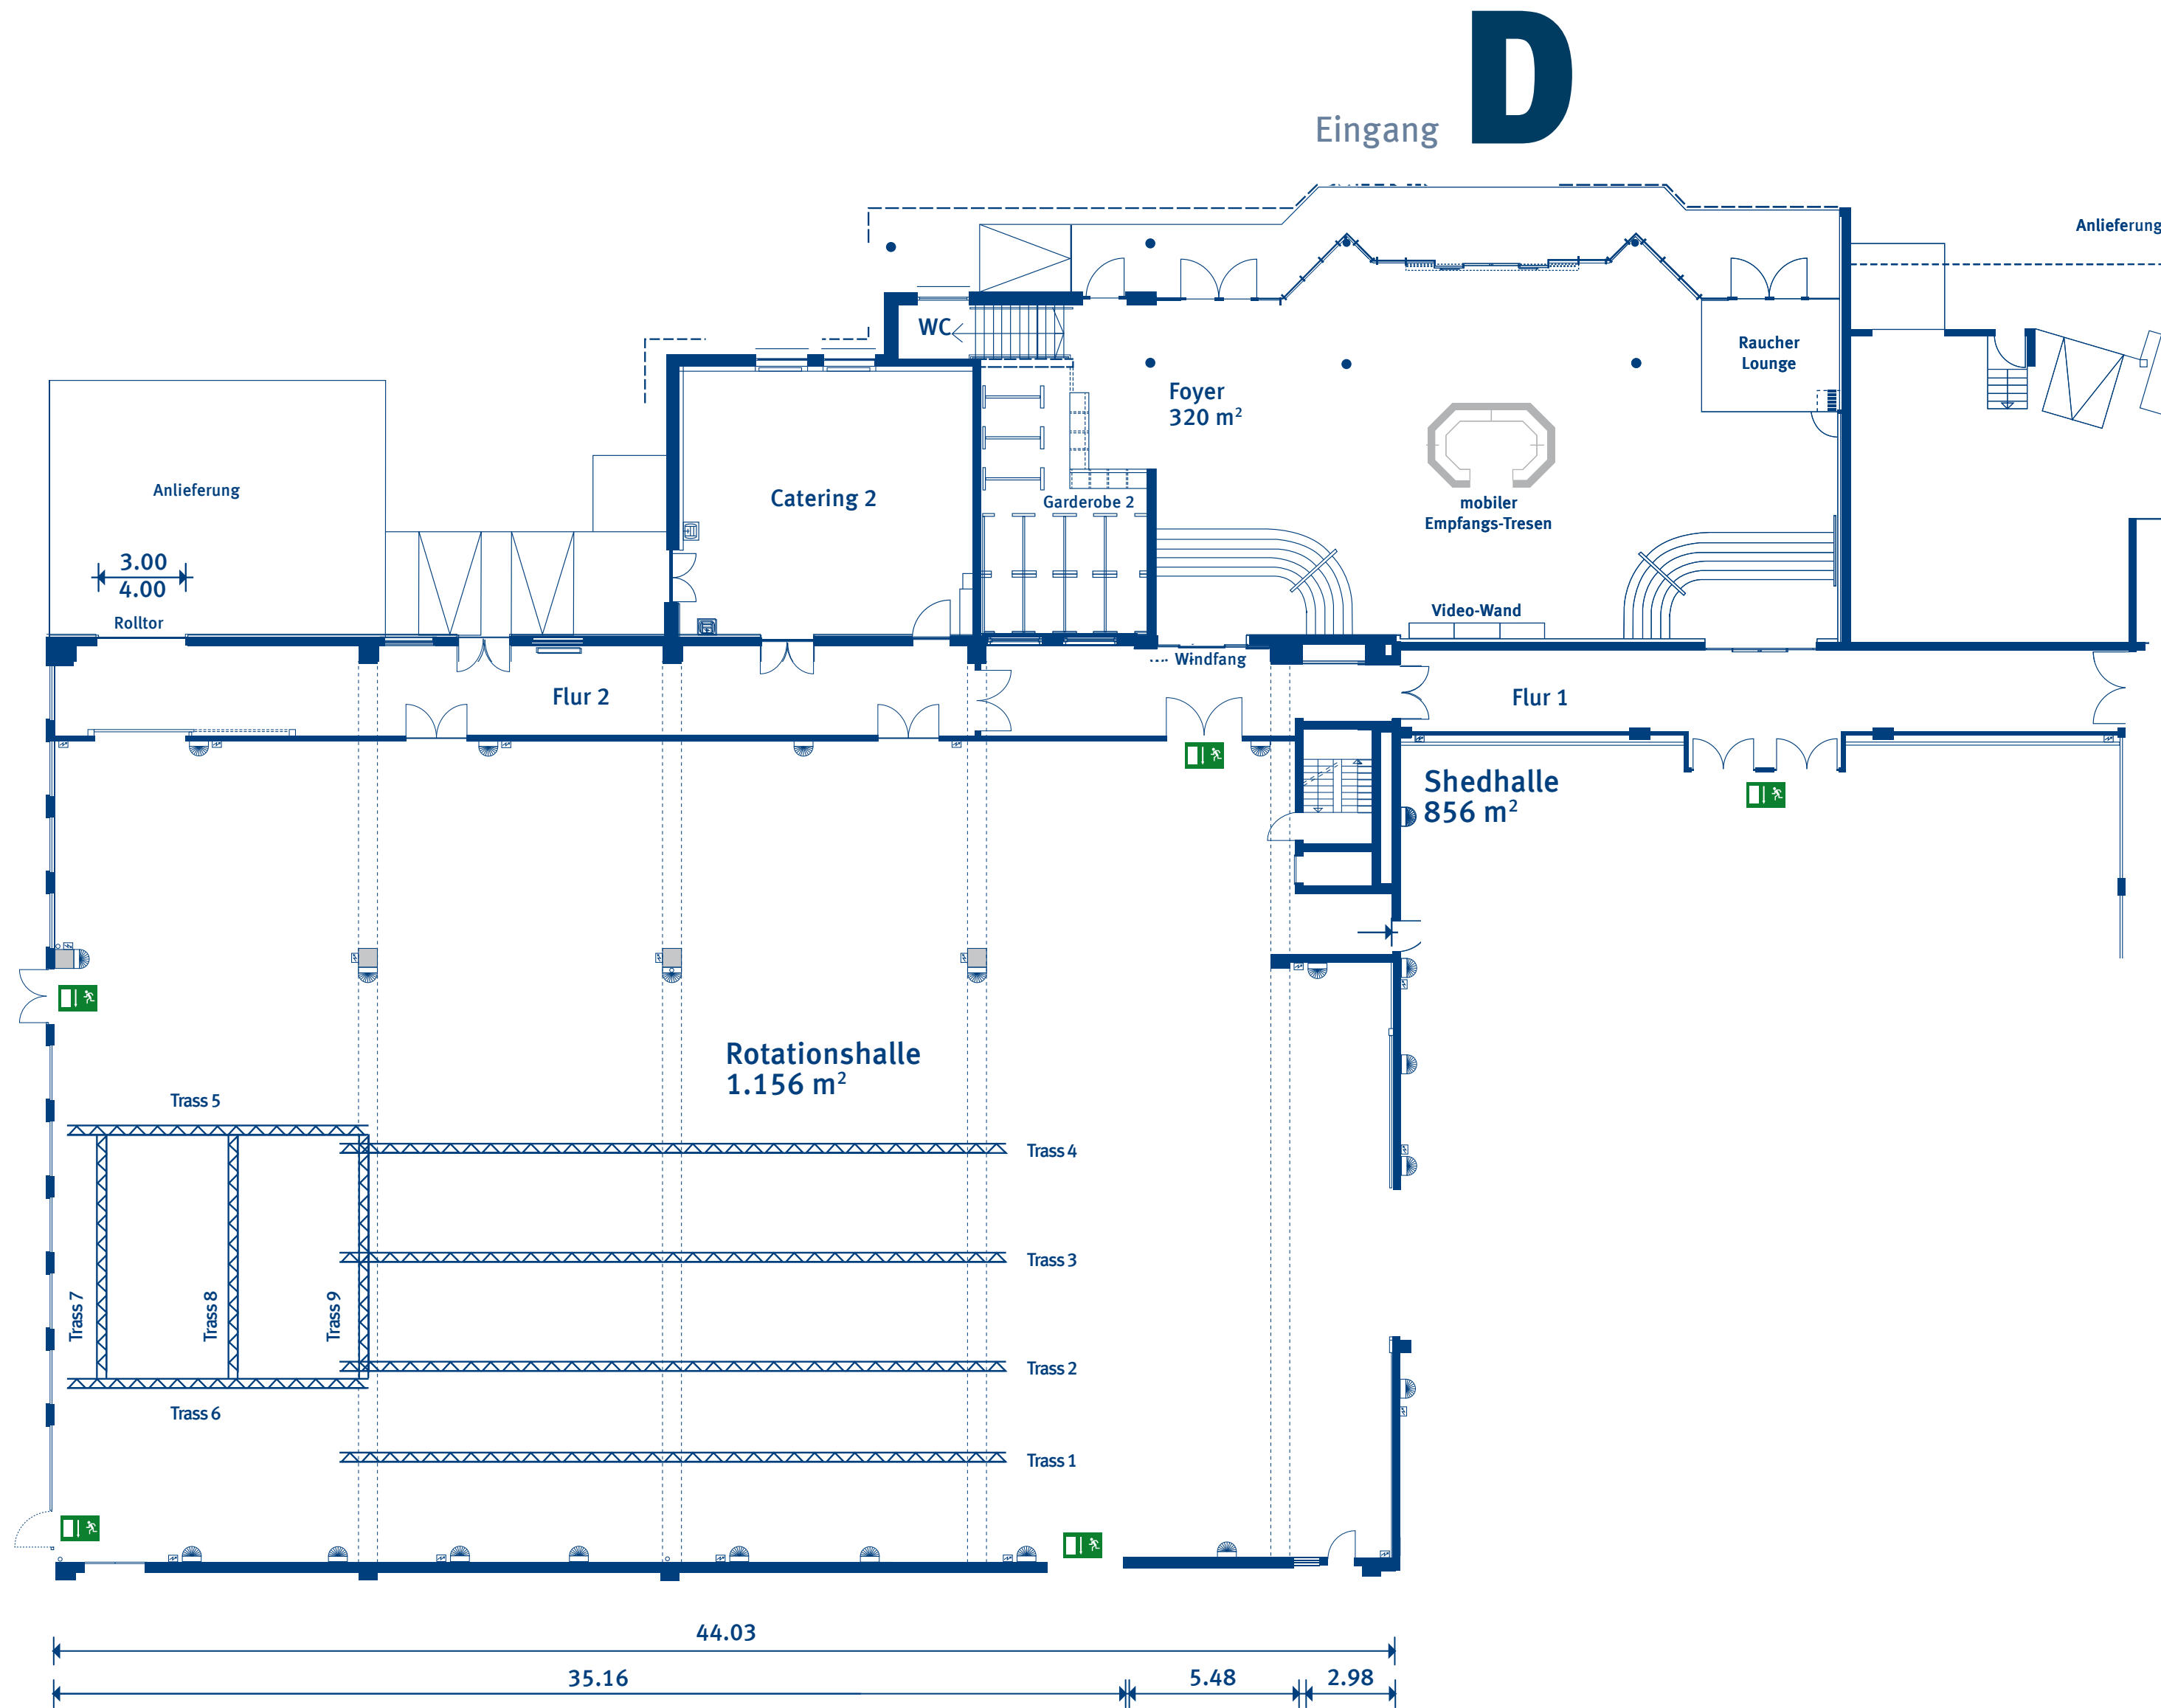 D
Eingang
Anlieferung
WC
Raucher
Lounge
Foyer
320 m²
Anlieferung
Catering 2
Garderobe 2
mobiler
Empfangs-Tresen
3.00
4.00
Rolltor
Video-Wand
Windfang
Flur 2
Flur 1
Shedhalle
856 m²
Rotationshalle
1.156 m²
Trass 5
Trass 4
Trass 3
Trass 7
Trass 8
Trass 9
Trass 2
Trass 6
Trass 1
44.03
35.16
5.48
2.98